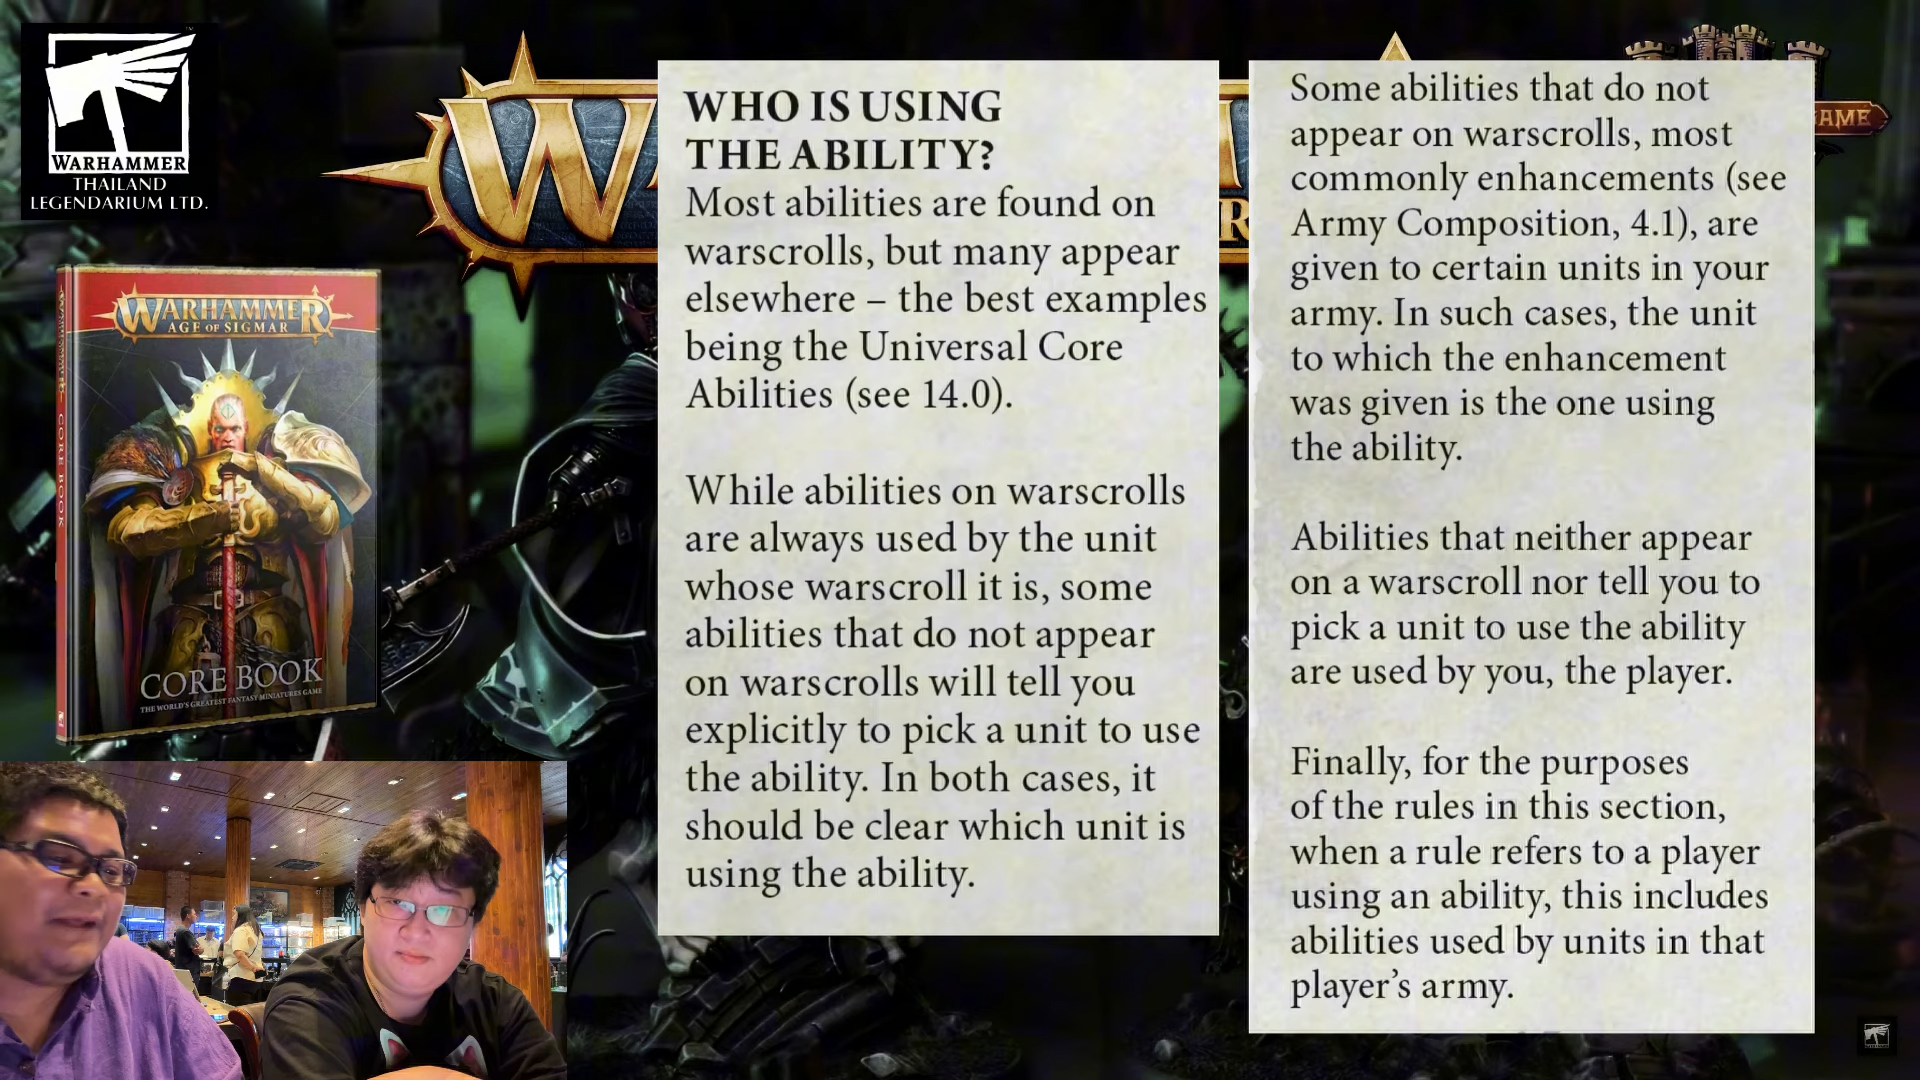 WARHAMMER
THAILAND
LEGENDARIUM LTD.
WARHAMMER
AGE OF SIGMAR
CORE BOOK
CORE BOOK
THE WORLD'S GREATEST FANTASY MINIATURES GAME
WHO IS USING
THE ABILITY?
Most abilities are found on
warscrolls, but many appear
elsewhere – the best examples
being the Universal Core
Abilities (see 14.0).
While abilities on warscrolls
are always used by the unit
whose warscroll it is, some
abilities that do not appear
on warscrolls will tell you
explicitly to pick a unit to use
the ability. In both cases, it
should be clear which unit is
using the ability.
Some abilities that do not
appear on warscrolls, most
commonly enhancements (see
Army Composition, 4.1), are
given to certain units in your
army. In such cases, the unit
to which the enhancement
was given is the one using
the ability.
Abilities that neither appear
on a warscroll nor tell you to
pick a unit to use the ability
are used by you, the player.
Finally, for the purposes
of the rules in this section,
when a rule refers to a player
using an ability, this includes
abilities used by units in that
player's army.